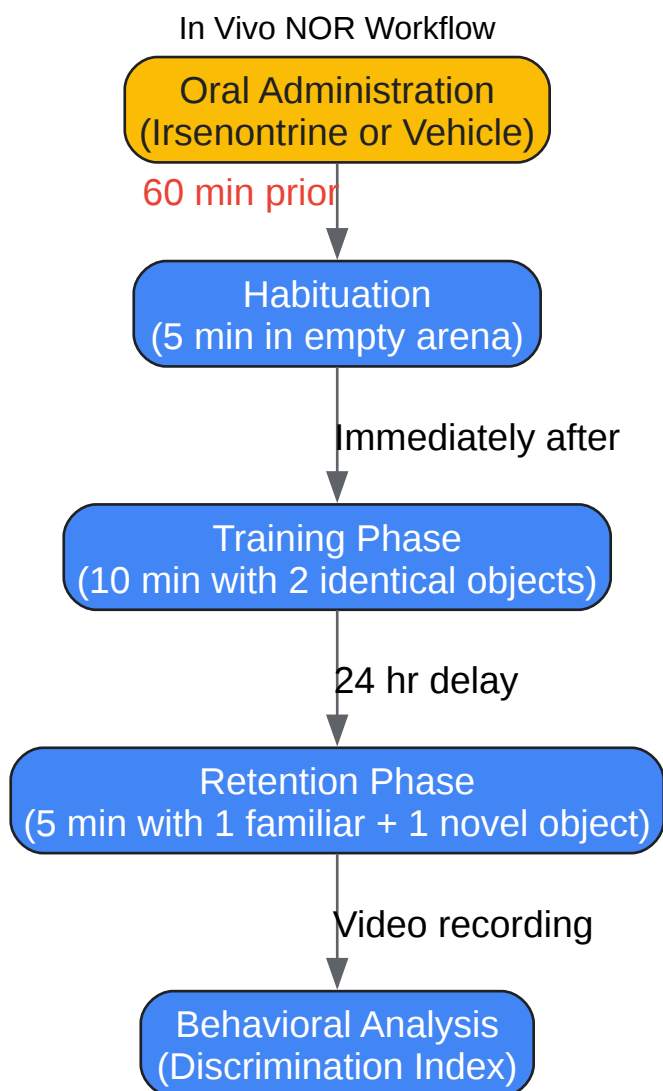 In Vivo NOR Workflow
Oral Administration
(Irsenontrine or Vehicle)
60 min prior
Habituation
(5 min in empty arena)
Immediately after
Training Phase
(10 min with 2 identical objects)
24 hr delay
Retention Phase
(5 min with 1 familiar + 1 novel object)
Video recording
Behavioral Analysis
(Discrimination Index)